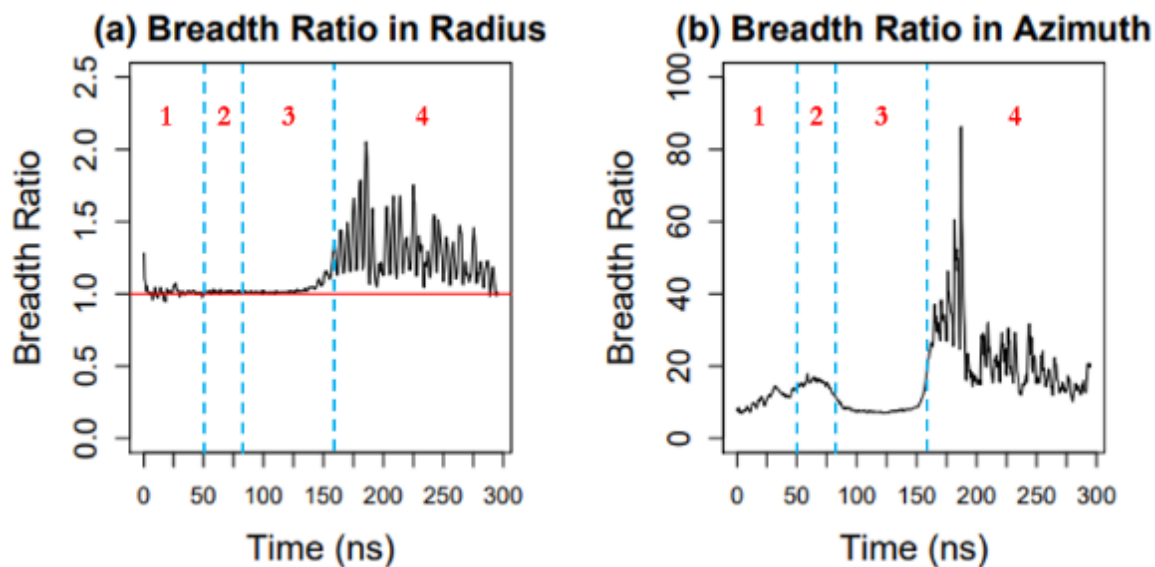 (a) Breadth Ratio in Radius
Breadth Ratio
2.5
2.0
1.5
1.0
0.5
0.0
1 2 3 4
0 50 100 150 200 250 300
Time (ns)
(b) Breadth Ratio in Azimuth
Breadth Ratio
100
80
60
40
20
0
1 2 3 4
0 50 100 150 200 250 300
Time (ns)